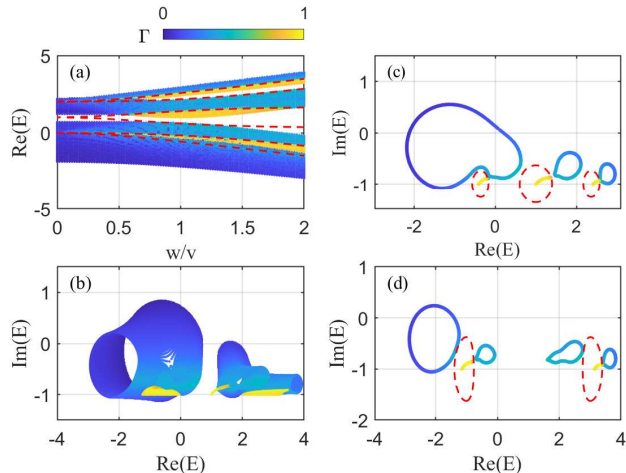 0 1
Γ
5
0
-5
Re(E)
(a)
0 0.5 1 1.5 2
w/v
1
0
-1
Im(E)
(c)
-2 0 2
Re(E)
1
0
-1
Im(E)
(b)
-4 -2 0 2 4
Re(E)
1
0
-1
-2
Im(E)
(d)
-4 -2 0 2 4
Re(E)